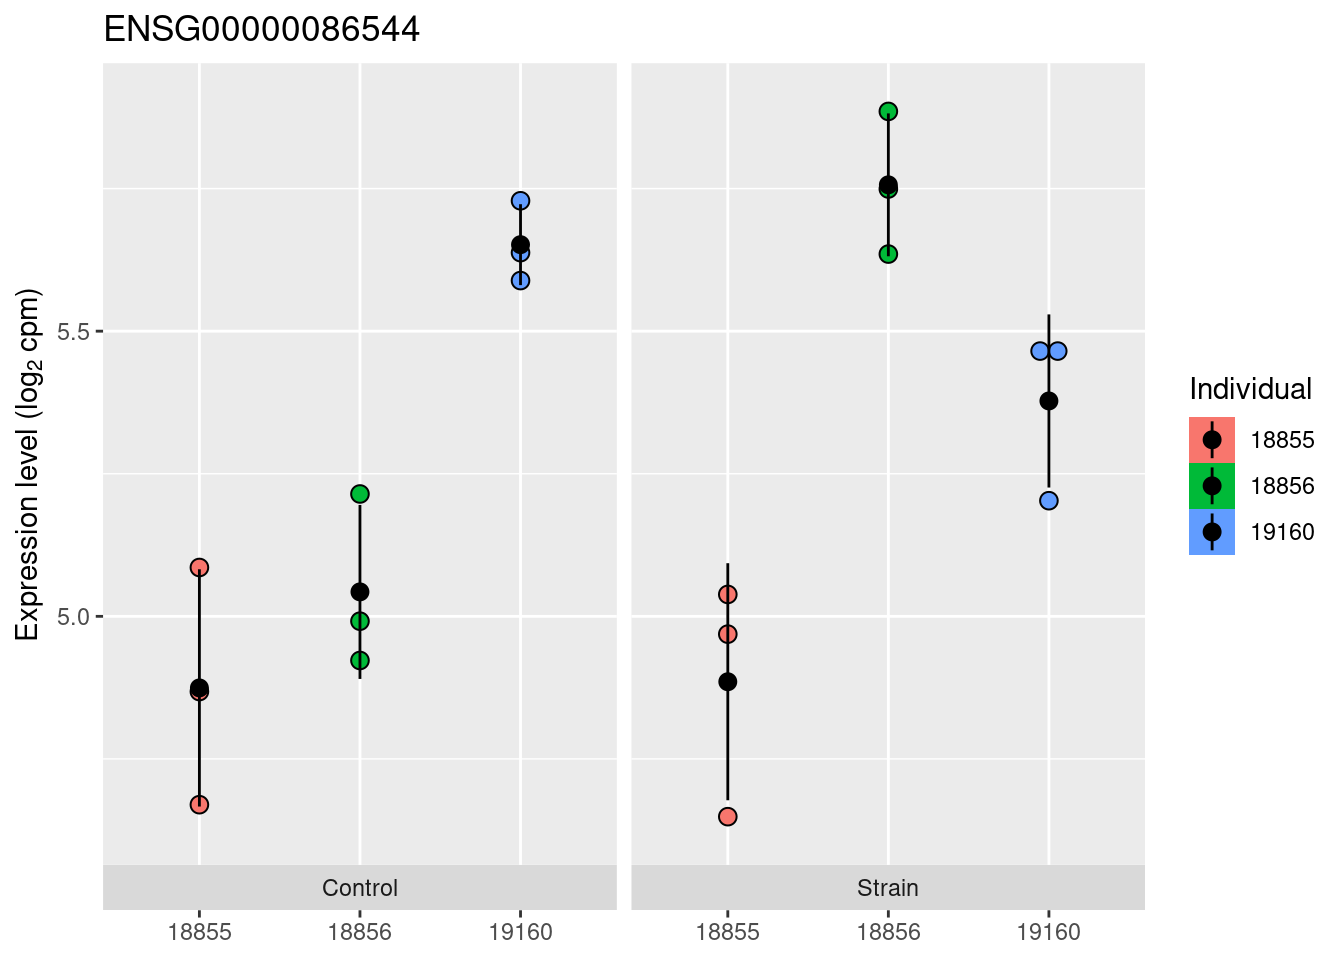 ENSG00000086544
Expression level (log₂ cpm)
5.5
5.0
Control
Strain
18855
18856
19160
18855
18856
19160
Individual
18855
18856
19160